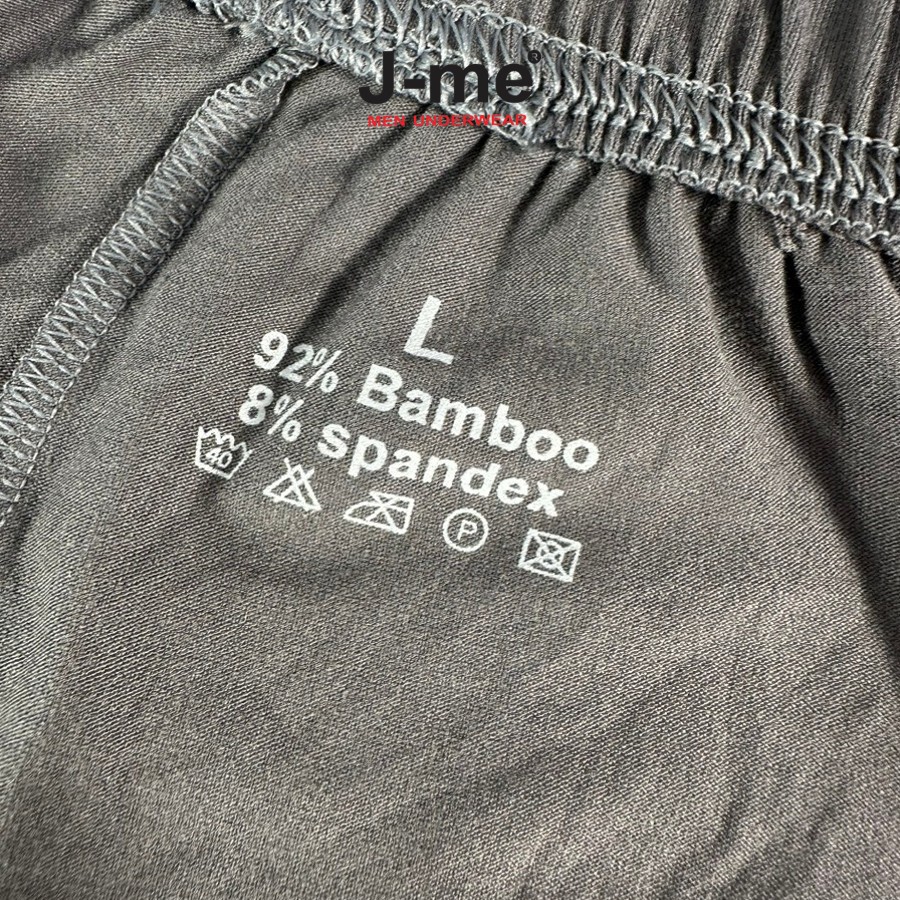 J-me®
MEN UNDERWEAR
L
92% Bamboo
8% spandex
40
P